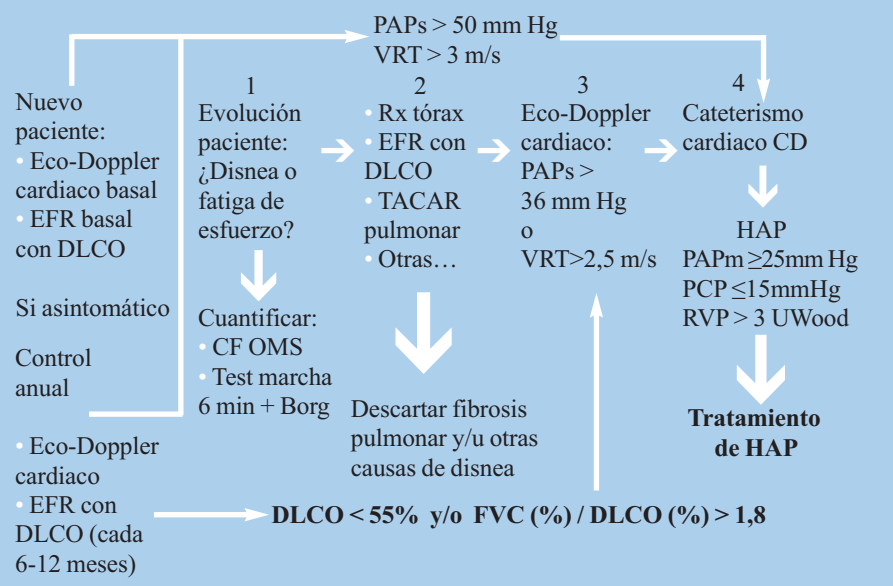 PAPs > 50 mm Hg
VRT > 3 m/s
Nuevo
paciente:
• Eco-Doppler
cardiaco basal
• EFR basal
con DLCO
Si asintomático
Control
anual
• Eco-Doppler
cardiaco
• EFR con
DLCO (cada
6-12 meses)
1
Evolución
paciente:
¿Disnea o
fatiga de
esfuerzo?
Cuantificar:
• CF OMS
• Test marcha
6 min + Borg
2
• Rx tórax
• EFR con
DLCO
• TACAR
pulmonar
• Otras…
Descartar fibrosis
pulmonar y/u otras
causas de disnea
3
Eco-Doppler
cardiaco:
PAPs >
36 mm Hg
o
VRT>2,5 m/s
4
Cateterismo
cardiaco CD
HAP
PAPm ≥25mm Hg
PCP ≤15mmHg
RVP > 3 UWood
Tratamiento
de HAP
DLCO < 55% y/o FVC (%) / DLCO (%) > 1,8